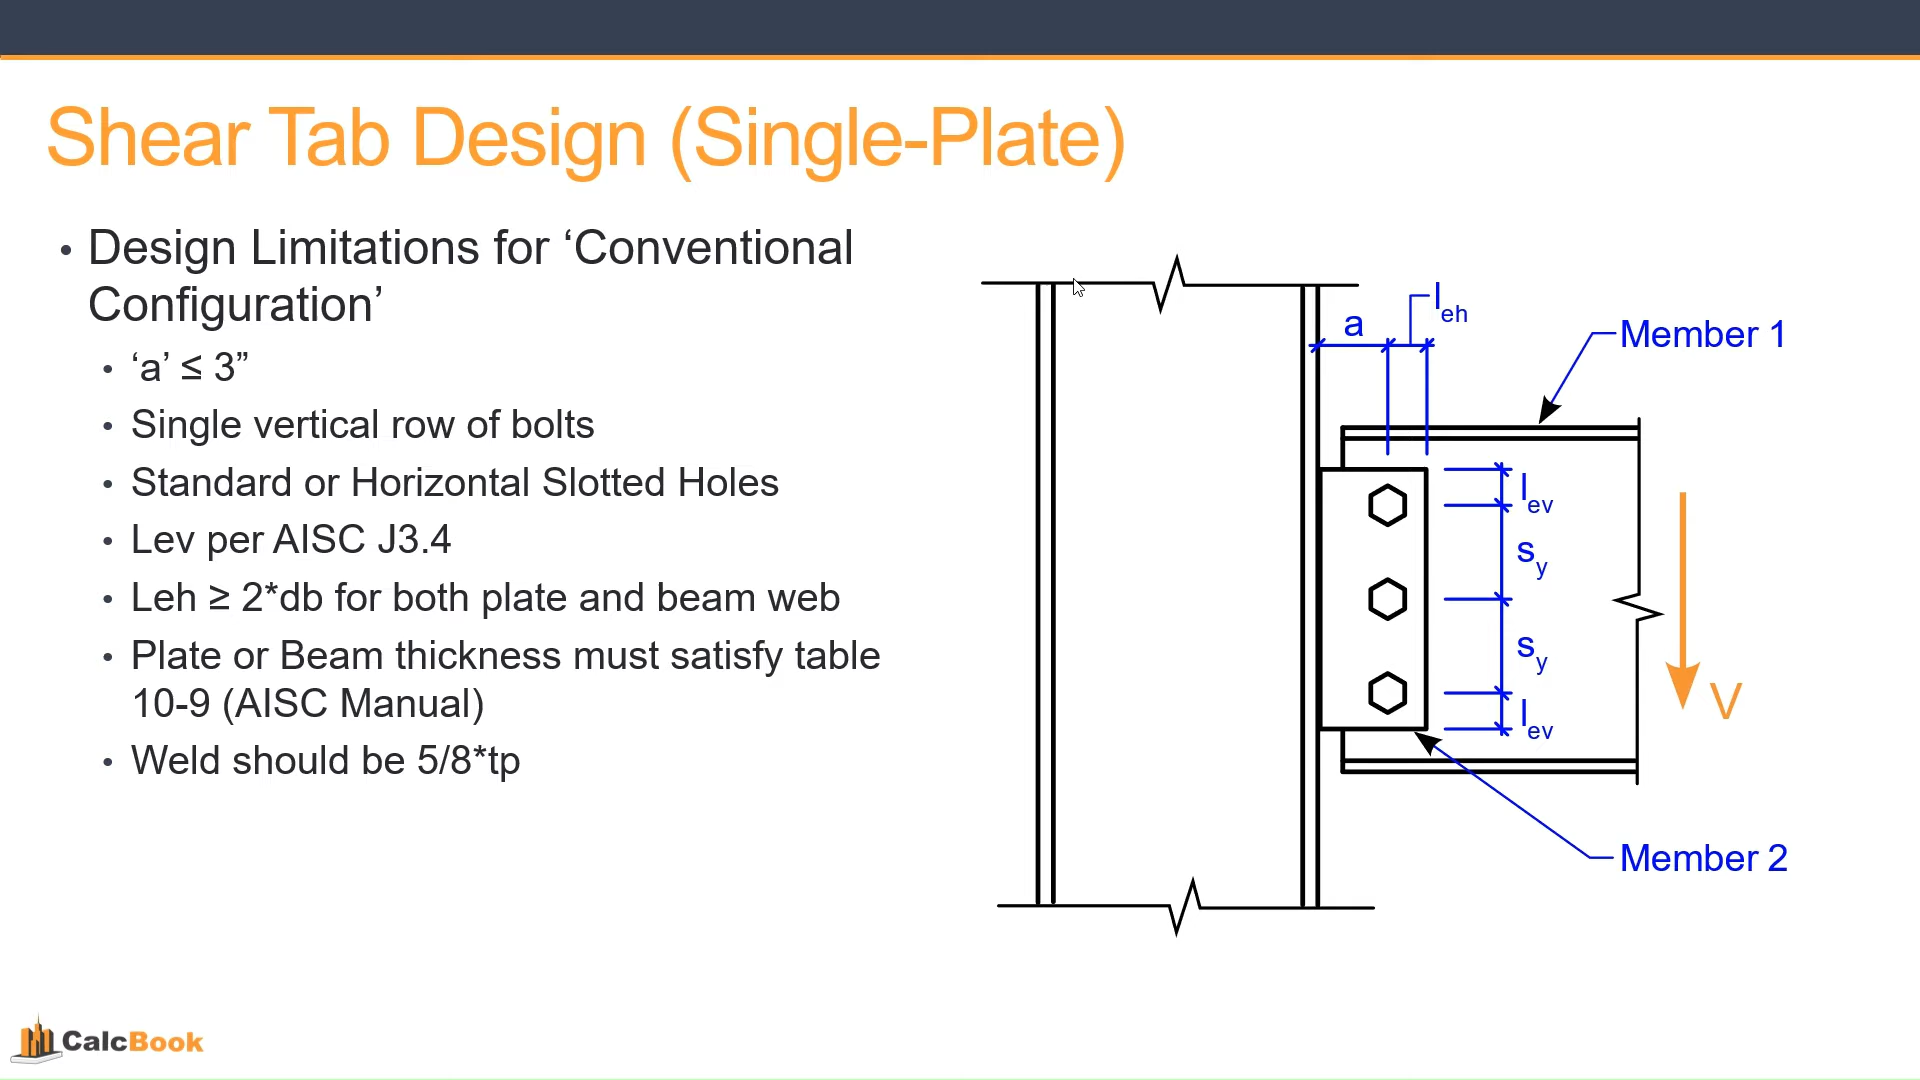 Shear Tab Design (Single-Plate)
• Design Limitations for ‘Conventional
Configuration’
• ‘a’ ≤ 3”
• Single vertical row of bolts
• Standard or Horizontal Slotted Holes
• Lev per AISC J3.4
• Leh ≥ 2*db for both plate and beam web
• Plate or Beam thickness must satisfy table
10-9 (AISC Manual)
• Weld should be 5/8*tp
a
leh
Member 1
lev
sy
sy
lev
V
Member 2
CalcBook